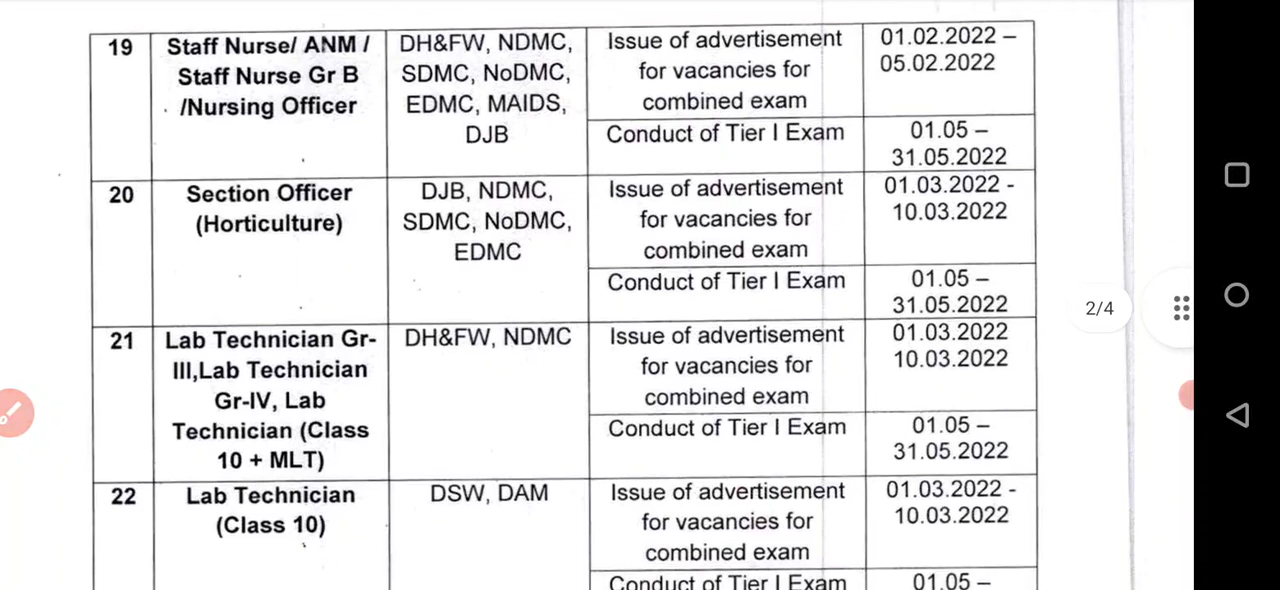 19
Staff Nurse/ ANM /
Staff Nurse Gr B
/Nursing Officer
DH&FW, NDMC,
SDMC, NoDMC,
EDMC, MAIDS,
DJB
Issue of advertisement
for vacancies for
combined exam
01.02.2022 –
05.02.2022
Conduct of Tier I Exam
01.05 –
31.05.2022
20
Section Officer
(Horticulture)
DJB, NDMC,
SDMC, NoDMC,
EDMC
Issue of advertisement
for vacancies for
combined exam
01.03.2022 -
10.03.2022
Conduct of Tier I Exam
01.05 –
31.05.2022
21
Lab Technician Gr-
III,Lab Technician
Gr-IV, Lab
Technician (Class
10 + MLT)
DH&FW, NDMC
Issue of advertisement
for vacancies for
combined exam
01.03.2022
10.03.2022
Conduct of Tier I Exam
01.05 –
31.05.2022
22
Lab Technician
(Class 10)
DSW, DAM
Issue of advertisement
for vacancies for
combined exam
01.03.2022 -
10.03.2022
Conduct of Tier I Exam
01.05 –
2/4